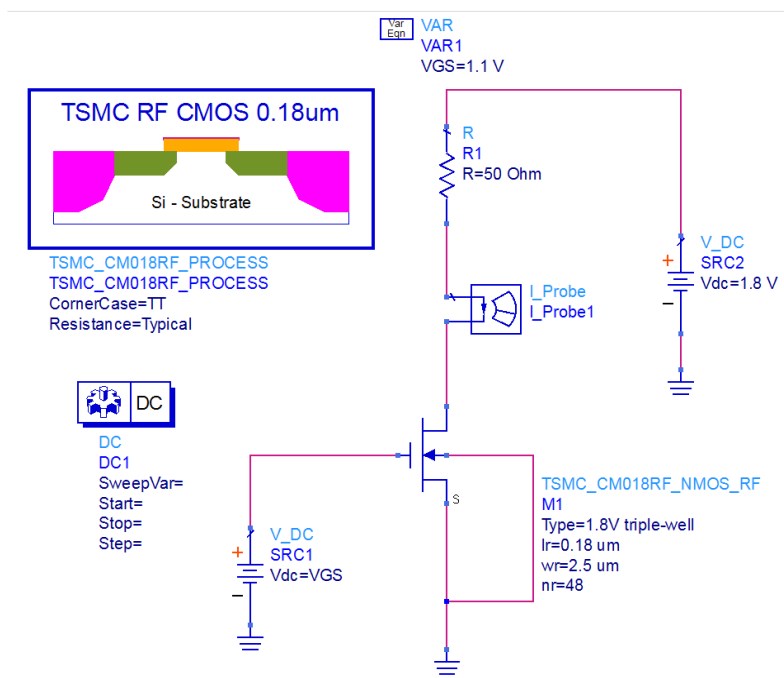 Var
Eqn
VAR
VAR1
VGS=1.1 V
TSMC RF CMOS 0.18um
Si - Substrate
TSMC_CM018RF_PROCESS
TSMC_CM018RF_PROCESS
CornerCase=TT
Resistance=Typical
R
R1
R=50 Ohm
V_DC
SRC2
Vdc=1.8 V
+
–
I_Probe
I_Probe1
DC
DC
DC1
SweepVar=
Start=
Stop=
Step=
V_DC
SRC1
Vdc=VGS
+
–
S
TSMC_CM018RF_NMOS_RF
M1
Type=1.8V triple-well
lr=0.18 um
wr=2.5 um
nr=48